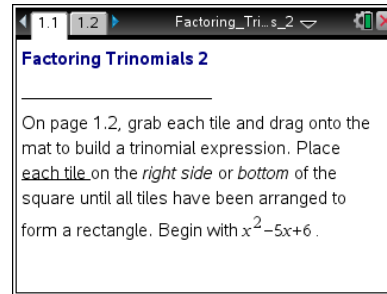 1.1 1.2 Factoring_Tri…s_2
Factoring Trinomials 2
On page 1.2, grab each tile and drag onto the
mat to build a trinomial expression. Place
each tile on the right side or bottom of the
square until all tiles have been arranged to
form a rectangle. Begin with x²−5x+6 .